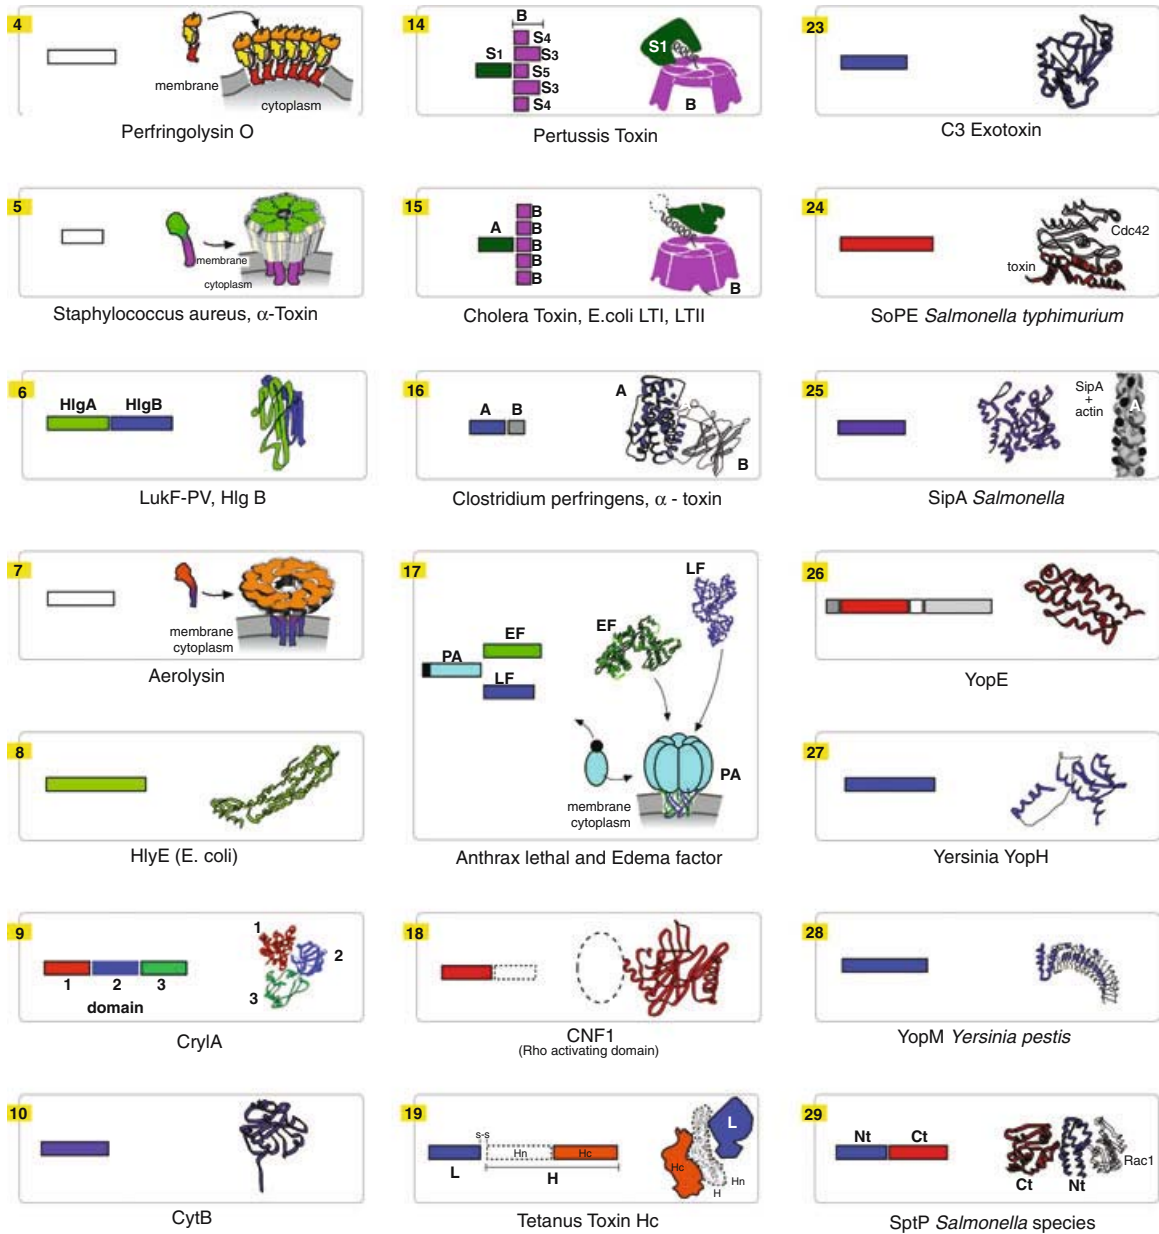 4
membrane
cytoplasm
Perfringolysin O
5
membrane
cytoplasm
Staphylococcus aureus, α-Toxin
6
HlgA HlgB
LukF-PV, Hlg B
7
membrane
cytoplasm
Aerolysin
8
HlyE (E. coli)
9
1 2 3
domain
1
2
3
CrylA
10
CytB
14
B
S4
S1 S3
S5
S3
S4
S1
B
Pertussis Toxin
15
A
B
B
B
B
B
B
Cholera Toxin, E.coli LTI, LTII
16
A B
A
B
Clostridium perfringens, α - toxin
17
PA
EF
LF
EF
LF
PA
membrane
cytoplasm
Anthrax lethal and Edema factor
18
CNF1
(Rho activating domain)
19
s-s
Hn Hc
L H
L
Hc
Hn
H
Tetanus Toxin Hc
23
C3 Exotoxin
24
Cdc42
toxin
SoPE Salmonella typhimurium
25
SipA
+
actin
A
SipA Salmonella
26
YopE
27
Yersinia YopH
28
YopM Yersinia pestis
29
Nt Ct
Rac1
Ct Nt
SptP Salmonella species